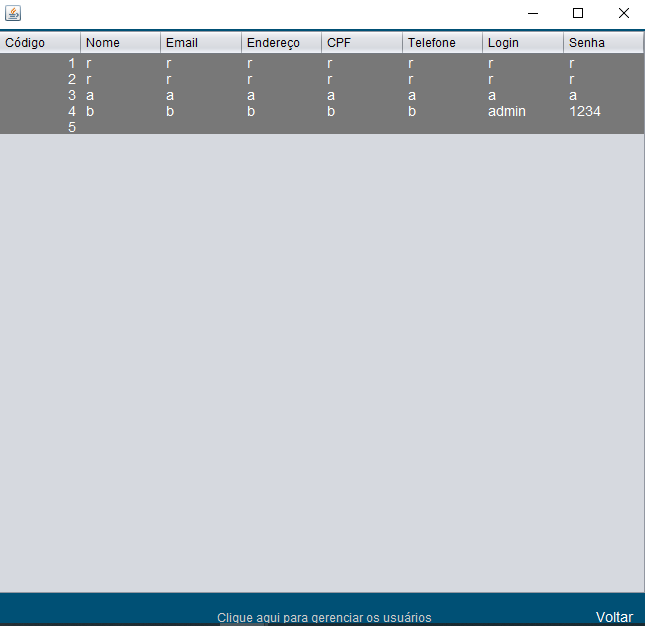 Código Nome Email Endereço CPF Telefone Login Senha
1 r r r r r r r
2 r r r r r r r
3 a a a a a a a
4 b b b b b admin 1234
5
Clique aqui para gerenciar os usuários Voltar